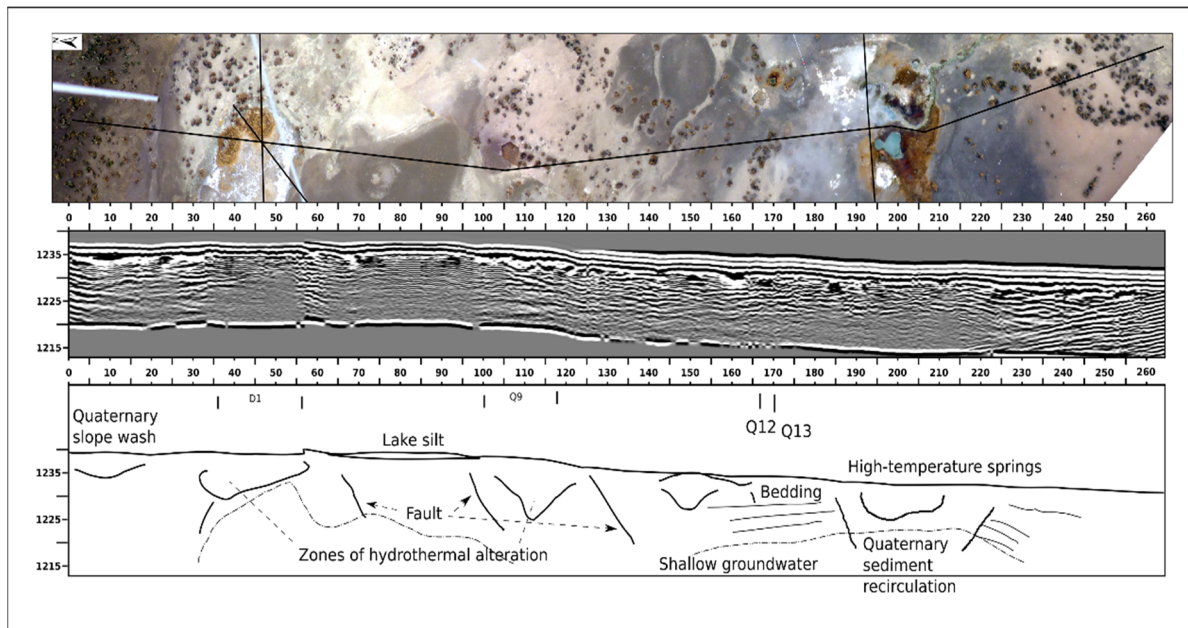 0 10 20 30 40 50 60 70 80 90 100 110 120 130 140 150 160 170 180 190 200 210 220 230 240 250 260
1235
1225
1215
0 10 20 30 40 50 60 70 80 90 100 110 120 130 140 150 160 170 180 190 200 210 220 230 240 250 260
D1
Q9
Q12 Q13
Quaternary
slope wash
Lake silt
High-temperature springs
1235
Bedding
Fault
1225
Zones of hydrothermal alteration
Shallow groundwater
Quaternary
sediment
recirculation
1215